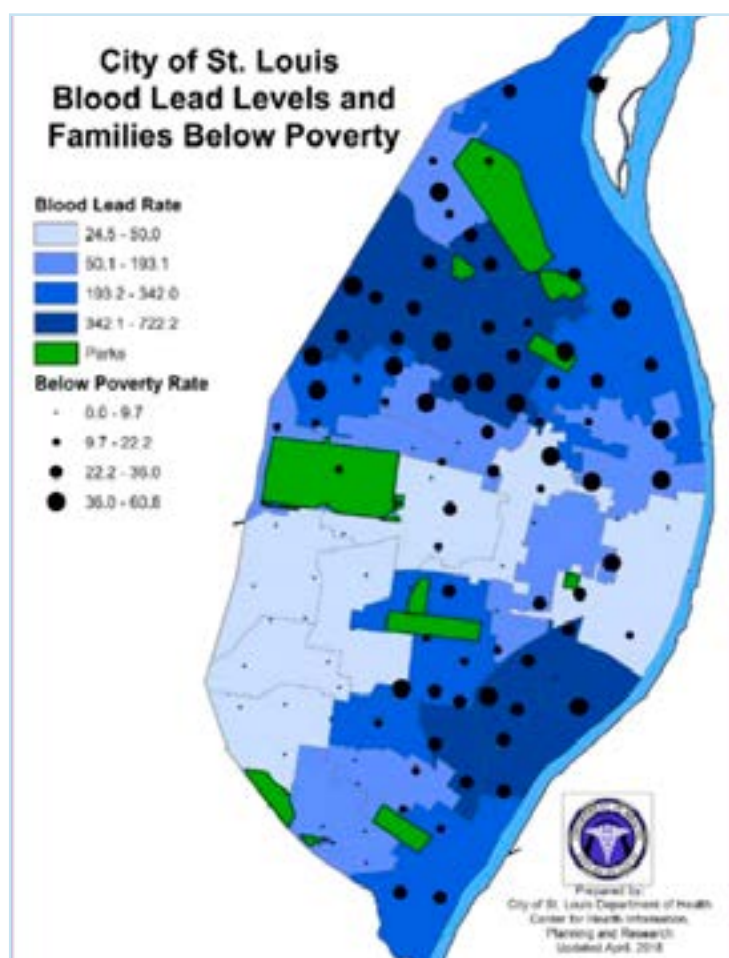 City of St. Louis
Blood Lead Levels and
Families Below Poverty
Blood Lead Rate
24.5 - 50.0
50.1 - 193.1
193.2 - 342.0
342.1 - 722.2
Parks
Below Poverty Rate
0.0 - 9.7
9.7 - 22.2
22.2 - 36.0
36.0 - 60.8
Prepared by:
City of St. Louis Department of Health
Center for Health Information,
Planning and Research
Updated April, 2018